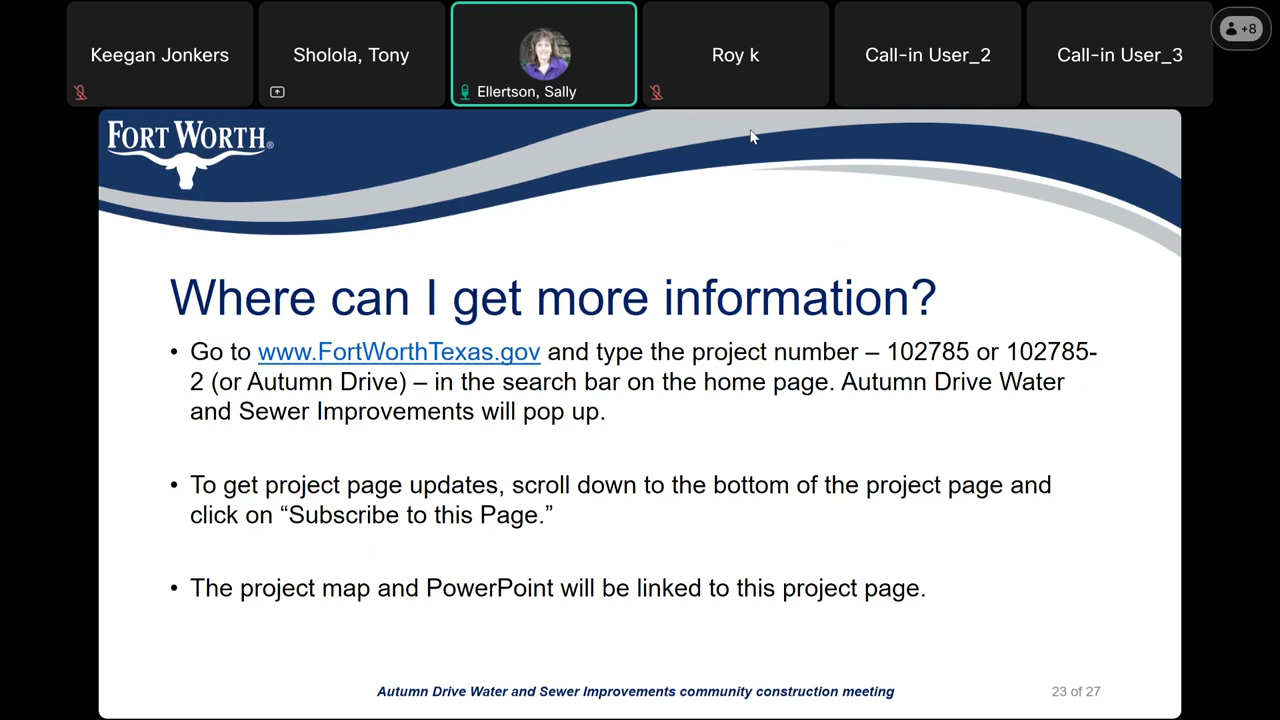 Keegan Jonkers
Sholola, Tony
Ellertson, Sally
Roy k
Call-in User_2
Call-in User_3
+8
FORT WORTH®
Where can I get more information?
• Go to www.FortWorthTexas.gov and type the project number – 102785 or 102785-
2 (or Autumn Drive) – in the search bar on the home page. Autumn Drive Water
and Sewer Improvements will pop up.
• To get project page updates, scroll down to the bottom of the project page and
click on “Subscribe to this Page.”
• The project map and PowerPoint will be linked to this project page.
Autumn Drive Water and Sewer Improvements community construction meeting
23 of 27